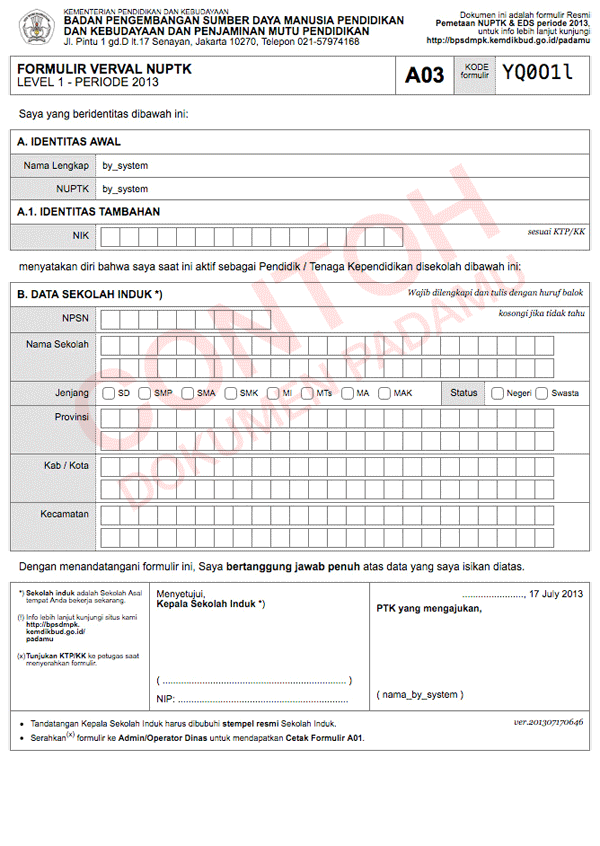 KEMENTERIAN PENDIDIKAN DAN KEBUDAYAAN
BADAN PENGEMBANGAN SUMBER DAYA MANUSIA PENDIDIKAN
DAN KEBUDAYAAN DAN PENJAMINAN MUTU PENDIDIKAN
Jl. Pintu 1 gd.D lt.17 Senayan, Jakarta 10270, Telepon 021-57974168
Dokumen ini adalah formulir Resmi
Pemetaan NUPTK & EDS periode 2013,
untuk info lebih lanjut kunjungi
http://bpsdmpk.kemdikbud.go.id/padamu
FORMULIR VERVAL NUPTK
LEVEL 1 - PERIODE 2013
A03
KODE
formulir
YQ0O1l
Saya yang beridentitas dibawah ini:
A. IDENTITAS AWAL
Nama Lengkap by_system
NUPTK by_system
A.1. IDENTITAS TAMBAHAN
NIK sesuai KTP/KK
menyatakan diri bahwa saya saat ini aktif sebagai Pendidik / Tenaga Kependidikan disekolah dibawah ini:
B. DATA SEKOLAH INDUK *) Wajib dilengkapi dan tulis dengan huruf balok
NPSN kosongi jika tidak tahu
Nama Sekolah
Jenjang SD SMP SMA SMK MI MTs MA MAK Status Negeri Swasta
Provinsi
Kab / Kota
Kecamatan
CONTOH
DOKUMEN PADAMU
Dengan menandatangani formulir ini, Saya bertanggung jawab penuh atas data yang saya isikan diatas.
*) Sekolah induk adalah Sekolah Asal
tempat Anda bekerja sekarang.
(!) Info lebih lanjut kunjungi situs kami
http://bpsdmpk.
kemdikbud.go.id/
padamu
(x) Tunjukan KTP/KK ke petugas saat
menyerahkan formulir.
Menyetujui,
Kepala Sekolah Induk *)
( .................................................................. )
NIP: ......................................................
......................., 17 July 2013
PTK yang mengajukan,
( nama_by_system )
• Tandatangan Kepala Sekolah Induk harus dibubuhi stempel resmi Sekolah Induk.
• Serahkan(x) formulir ke Admin/Operator Dinas untuk mendapatkan Cetak Formulir A01.
ver.201307170646